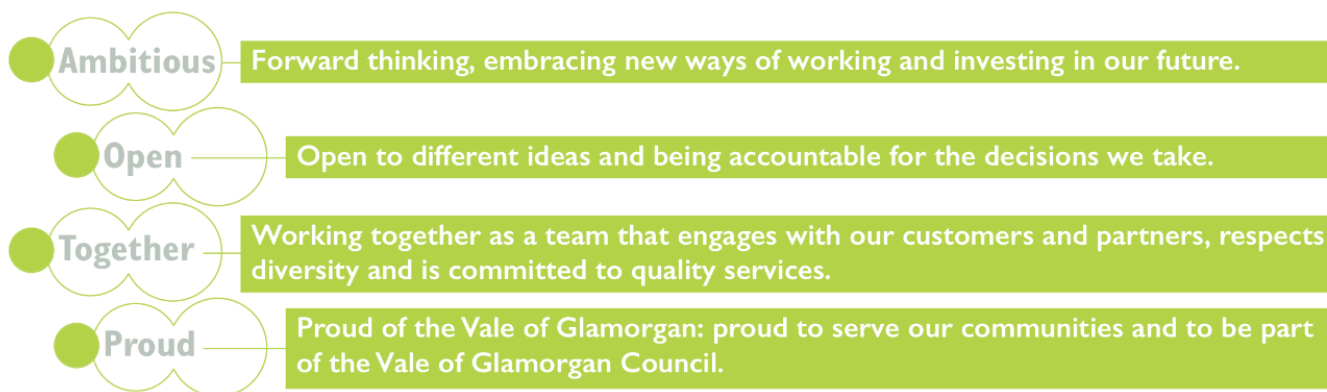 Ambitious
Forward thinking, embracing new ways of working and investing in our future.
Open
Open to different ideas and being accountable for the decisions we take.
Together
Working together as a team that engages with our customers and partners, respects
diversity and is committed to quality services.
Proud
Proud of the Vale of Glamorgan: proud to serve our communities and to be part
of the Vale of Glamorgan Council.